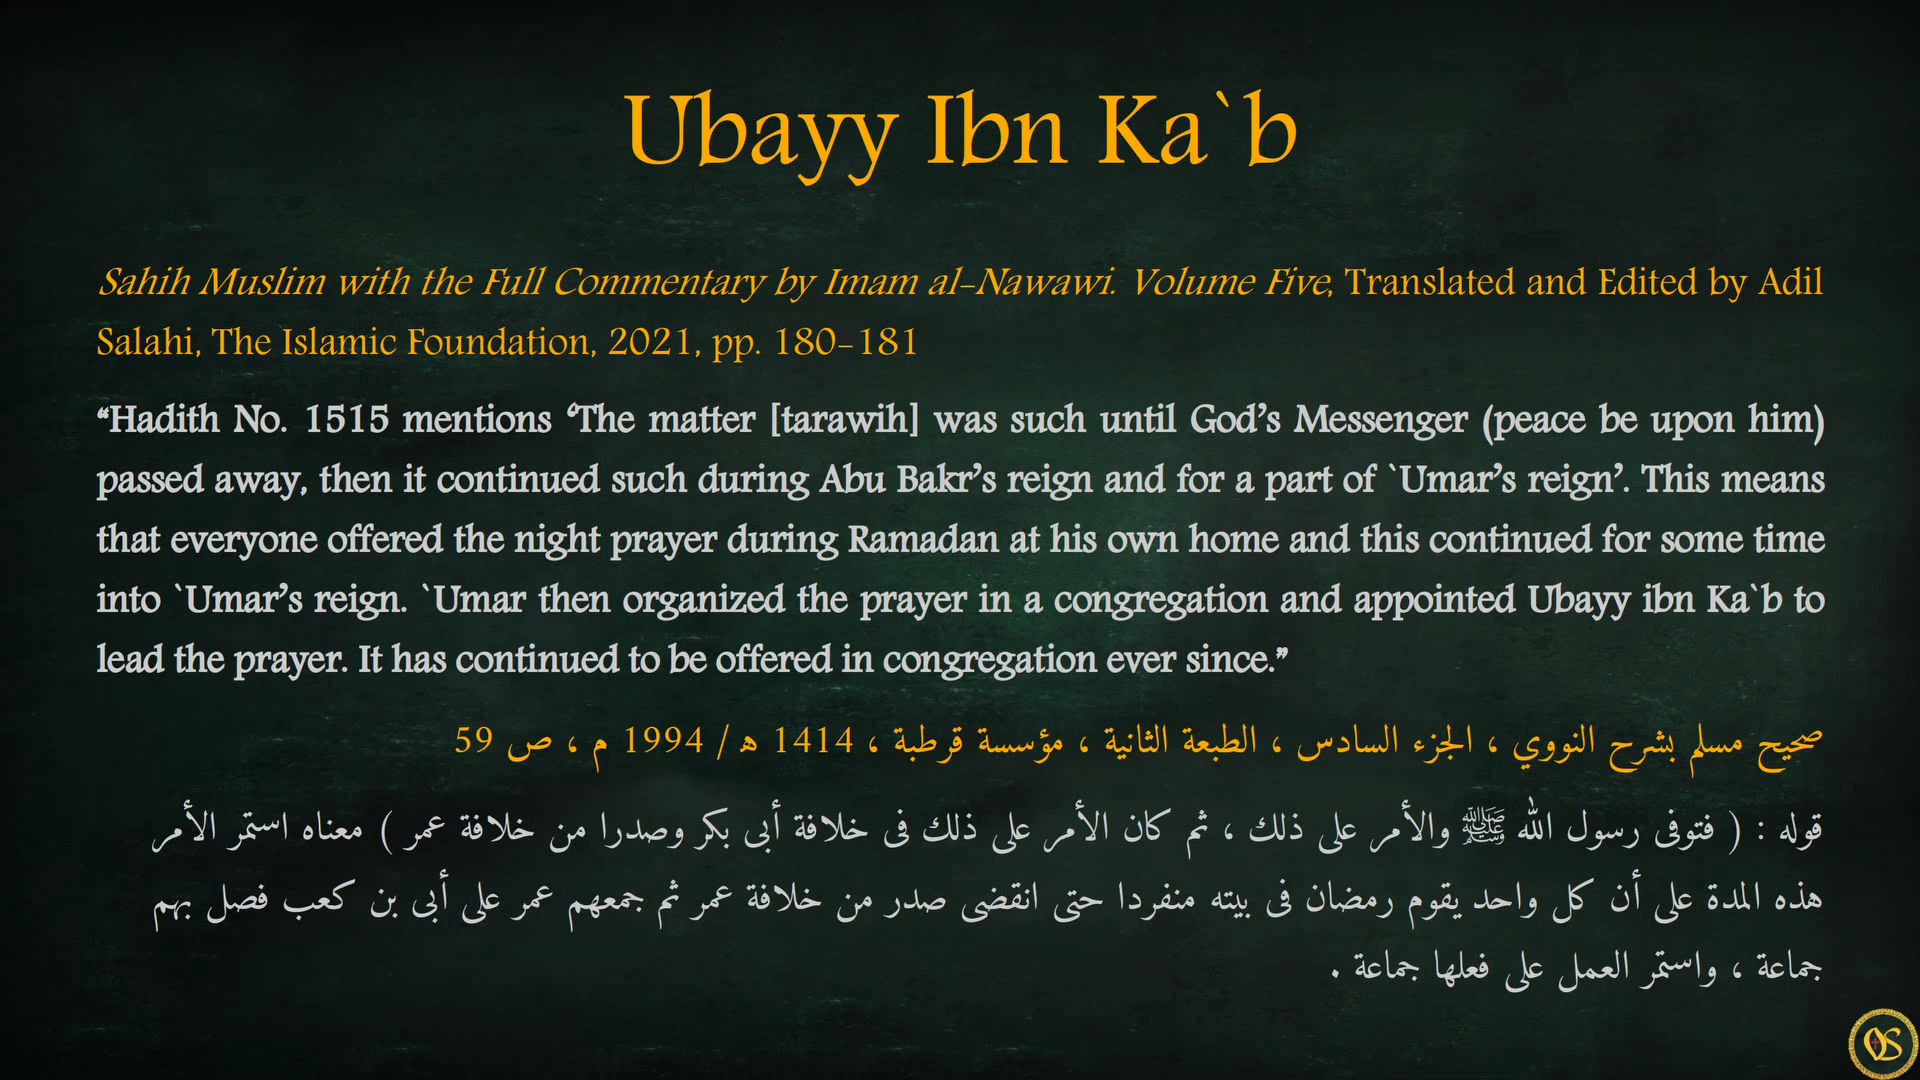 Ubayy Ibn Ka`b
Sahih Muslim with the Full Commentary by Imam al-Nawawi. Volume Five, Translated and Edited by Adil
Salahi, The Islamic Foundation, 2021, pp. 180-181
“Hadith No. 1515 mentions ‘The matter [tarawih] was such until God’s Messenger (peace be upon him)
passed away, then it continued such during Abu Bakr’s reign and for a part of `Umar’s reign’. This means
that everyone offered the night prayer during Ramadan at his own home and this continued for some time
into `Umar’s reign. `Umar then organized the prayer in a congregation and appointed Ubayy ibn Ka`b to
lead the prayer. It has continued to be offered in congregation ever since.”
صحيح مسلم بشرح النووي ، الجزء السادس ، الطبعة الثانية ، مؤسسة قرطبة ، 1414 ه / 1994 م ، ص 59
قوله : ( فتوفى رسول الله ﷺ والأمر على ذلك ، ثم كان الأمر على ذلك فى خلافة أبى بكر وصدرا من خلافة عمر ) معناه استمر الأمر
هذه المدة على أن كل واحد يقوم رمضان فى بيته منفردا حتى انقضى صدر من خلافة عمر ثم جمعهم عمر على أبى بن كعب فصل بهم
جماعة ، واستمر العمل على فعلها جماعة .
OS